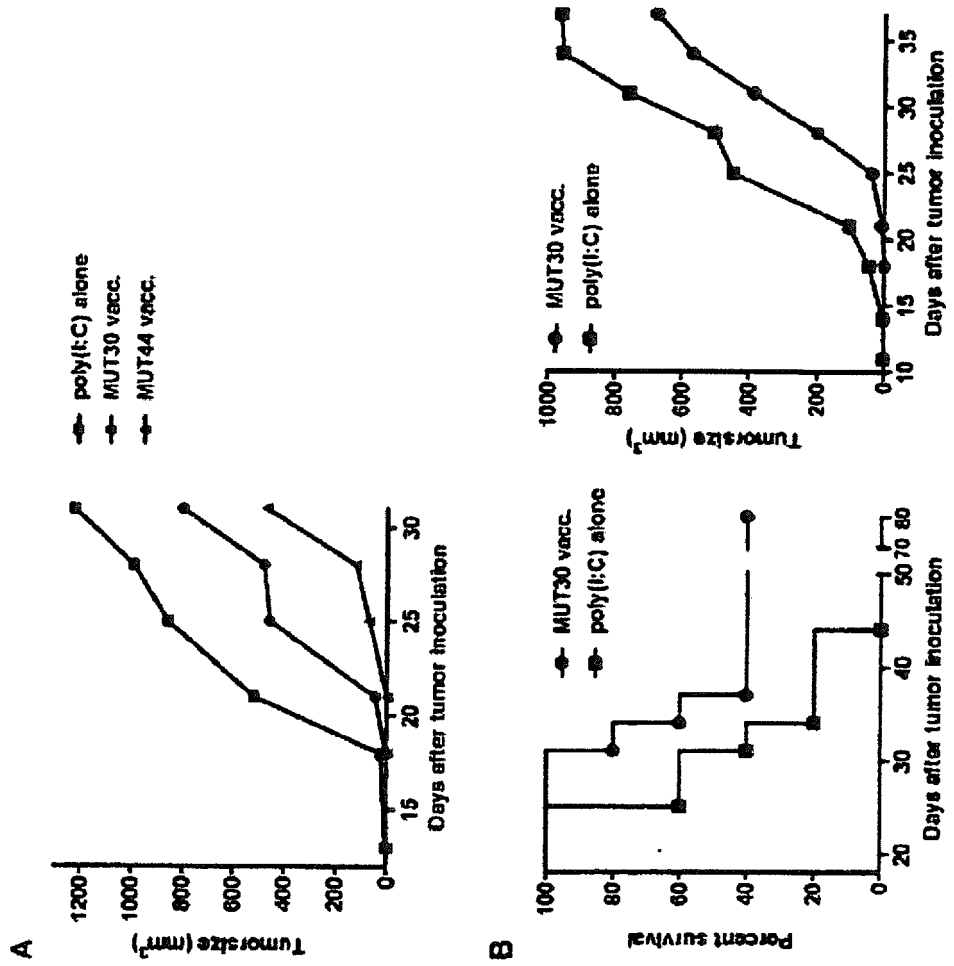 A
Tumorsize (mm³)
0
200
400
600
800
1000
1200
15
20
25
30
Days after tumor inoculation
poly(I:C) alone
MUT30 vacc.
MUT44 vacc.
B
Percent survival
0
20
40
60
80
100
20
30
40
50
70
80
Days after tumor inoculation
MUT30 vacc.
poly(I:C) alone
Tumorsize (mm³)
0
200
400
600
800
1000
10
15
20
25
30
35
Days after tumor inoculation
MUT30 vacc.
poly(I:C) alone